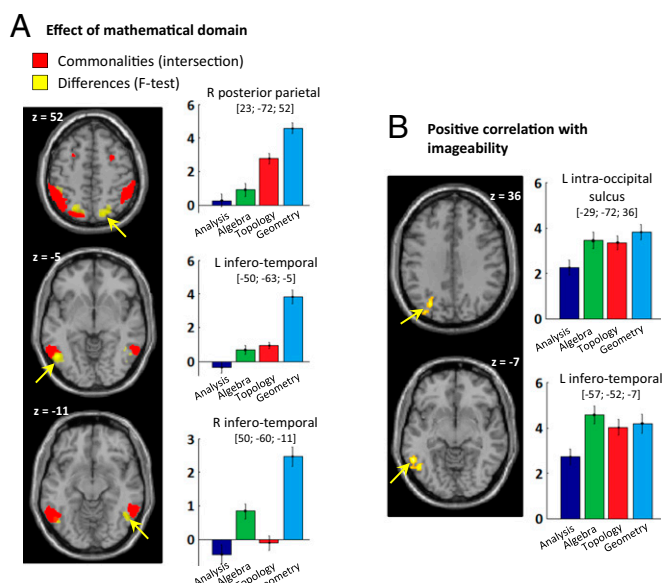 A Effect of mathematical domain
Commonalities (intersection)
Differences (F-test)
z = 52
R posterior parietal
[23; -72; 52]
6
4
2
0
Analysis
Algebra
Topology
Geometry
z = -5
L infero-temporal
[-50; -63; -5]
6
4
2
0
Analysis
Algebra
Topology
Geometry
z = -11
R infero-temporal
[50; -60; -11]
3
2
1
0
Analysis
Algebra
Topology
Geometry
B Positive correlation with
imageability
z = 36
L intra-occipital
sulcus
[-29; -72; 36]
6
4
2
0
Analysis
Algebra
Topology
Geometry
z = -7
L infero-temporal
[-57; -52; -7]
6
4
2
0
Analysis
Algebra
Topology
Geometry